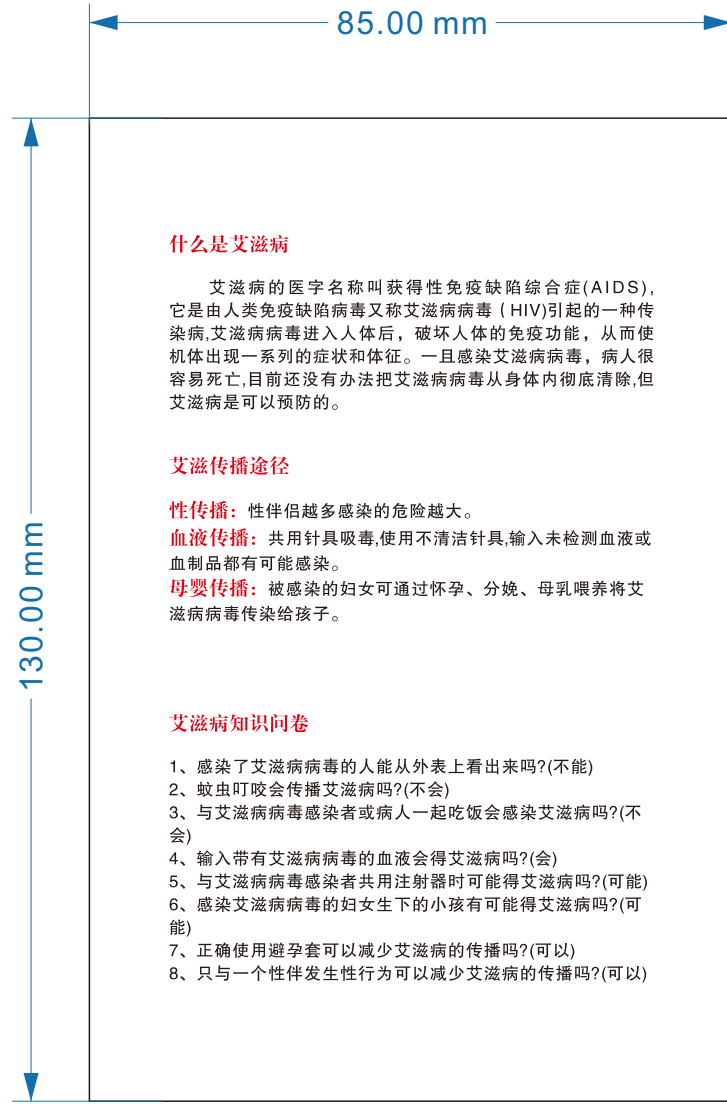 85.00 mm
130.00 mm
什么是艾滋病
艾滋病的医字名称叫获得性免疫缺陷综合症(AIDS),
它是由人类免疫缺陷病毒又称艾滋病病毒（HIV)引起的一种传
染病,艾滋病病毒进入人体后，破坏人体的免疫功能，从而使
机体出现一系列的症状和体征。一旦感染艾滋病病毒，病人很
容易死亡,目前还没有办法把艾滋病病毒从身体内彻底清除,但
艾滋病是可以预防的。
艾滋传播途径
性传播：性伴侣越多感染的危险越大。
血液传播：共用针具吸毒,使用不清洁针具,输入未检测血液或
血制品都有可能感染。
母婴传播：被感染的妇女可通过怀孕、分娩、母乳喂养将艾
滋病病毒传染给孩子。
艾滋病知识问卷
1、感染了艾滋病病毒的人能从外表上看出来吗?(不能)
2、蚊虫叮咬会传播艾滋病吗?(不会)
3、与艾滋病病毒感染者或病人一起吃饭会感染艾滋病吗?(不
会)
4、输入带有艾滋病病毒的血液会得艾滋病吗?(会)
5、与艾滋病病毒感染者共用注射器时可能得艾滋病吗?(可能)
6、感染艾滋病病毒的妇女生下的小孩有可能得艾滋病吗?(可
能)
7、正确使用避孕套可以减少艾滋病的传播吗?(可以)
8、只与一个性伴发生性行为可以减少艾滋病的传播吗?(可以)